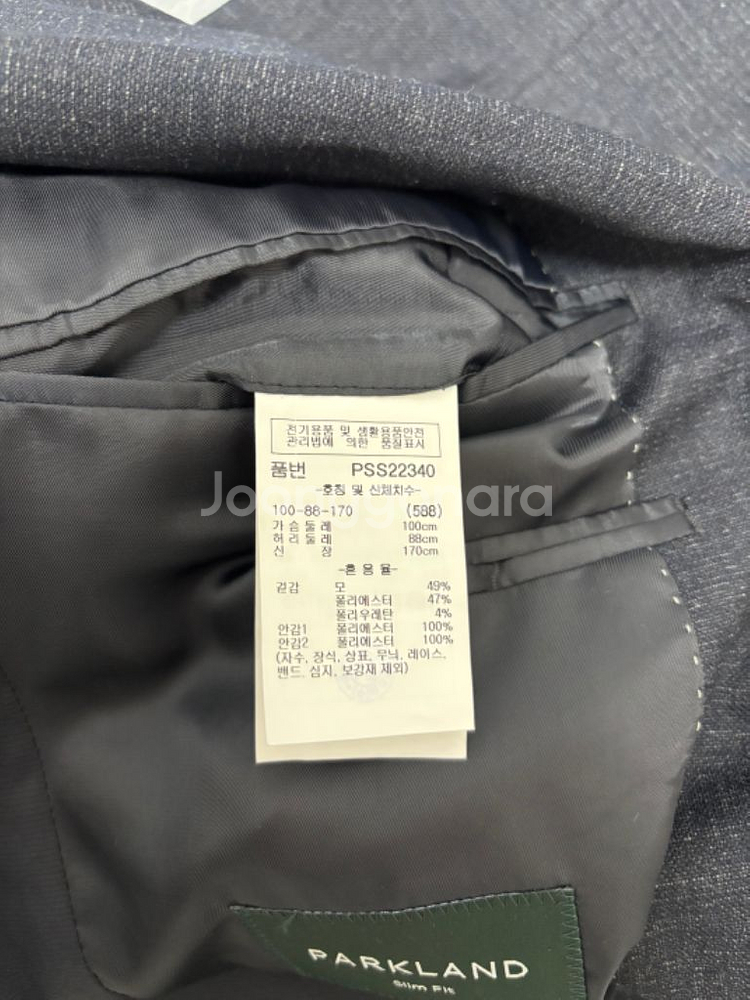 전기용품 및 생활용품안전
관리법에 의한 품질표시
품번 PSS22340
-호칭 및 신체치수-
100-88-170 (588)
가슴둘레 100cm
허리둘레 88cm
신 장 170cm
-혼용율-
겉감 모 49%
폴리에스터 47%
폴리우레탄 4%
안감1 폴리에스터 100%
안감2 폴리에스터 100%
(자수, 장식, 상표, 무늬, 레이스,
밴드, 심지, 보강재 제외)
Joonggonara
PARKLAND
Slim Fit